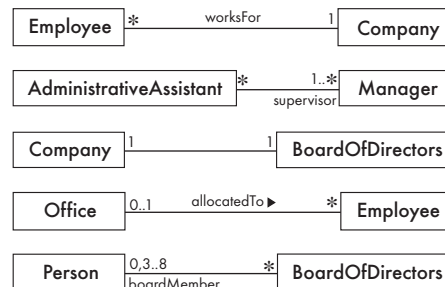 Employee * worksFor 1 Company
AdministrativeAssistant * 1..* Manager
supervisor
Company 1 1 BoardOfDirectors
Office 0..1 allocatedTo ▶ * Employee
Person 0,3..8 * BoardOfDirectors
boardMember